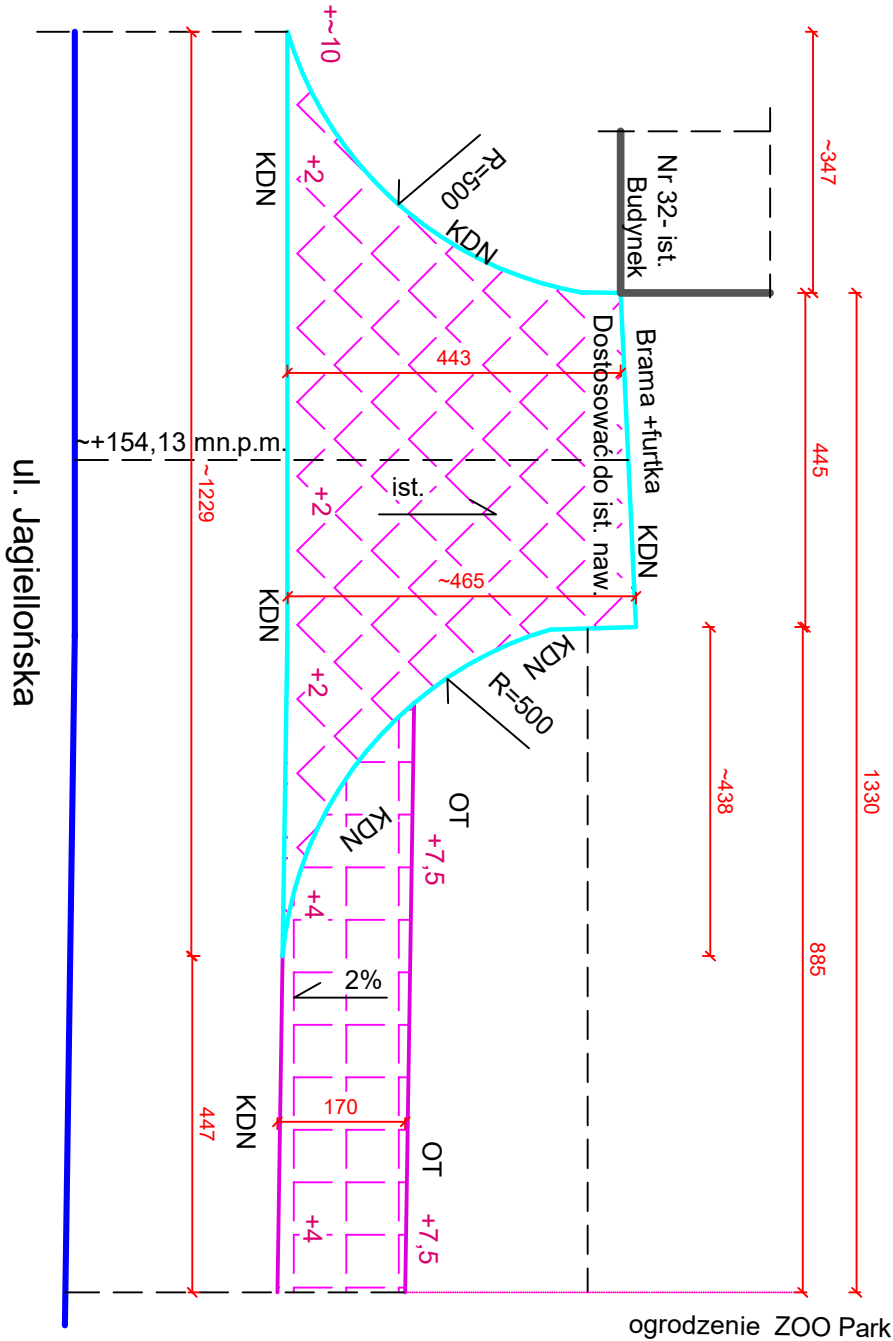 +~10
~347
Nr 32- ist.
Budynek
R=500
KDN
+2
KDN
Brama +furtka
KDN
Dostosować do ist. naw.
443
445
~+154,13 mn.p.m.
~1229
ist.
+2
~465
KDN
ul. Jagiellońska
+2
KDN
R=500
~438
1330
OT
+7,5
KDN
+4
2%
885
447
KDN
170
OT
+7,5
+4
ogrodzenie ZOO Park